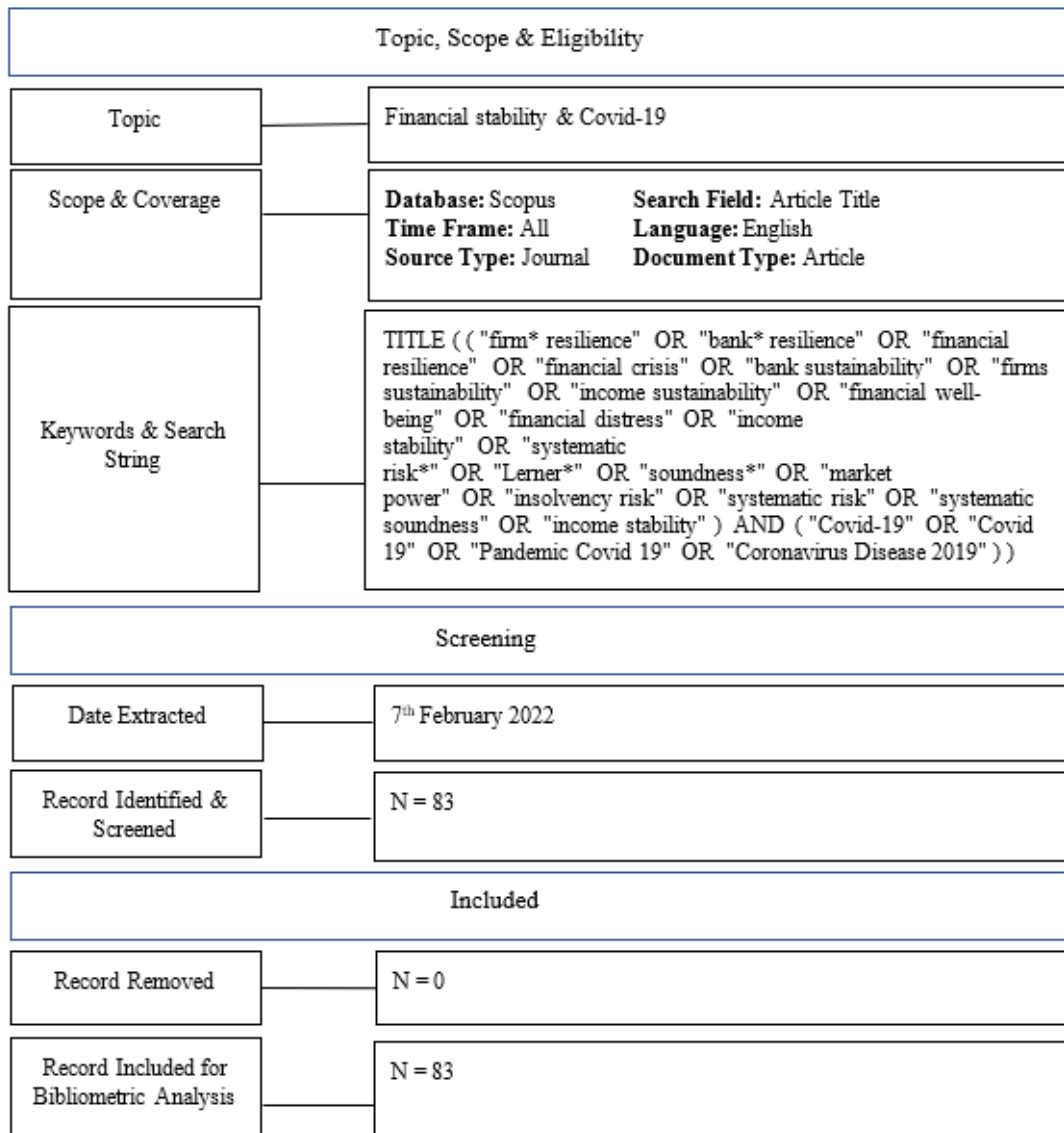 Topic, Scope & Eligibility
Topic
Financial stability & Covid-19
Scope & Coverage
Database: Scopus Search Field: Article Title
Time Frame: All Language: English
Source Type: Journal Document Type: Article
Keywords & Search
String
TITLE ( ( "firm* resilience" OR "bank* resilience" OR "financial
resilience" OR "financial crisis" OR "bank sustainability" OR "firms
sustainability" OR "income sustainability" OR "financial well-
being" OR "financial distress" OR "income
stability" OR "systematic
risk*" OR "Lerner*" OR "soundness*" OR "market
power" OR "insolvency risk" OR "systematic risk" OR "systematic
soundness" OR "income stability" ) AND ( "Covid-19" OR "Covid
19" OR "Pandemic Covid 19" OR "Coronavirus Disease 2019" ) )
Screening
Date Extracted
7th February 2022
Record Identified &
Screened
N = 83
Included
Record Removed
N = 0
Record Included for
Bibliometric Analysis
N = 83